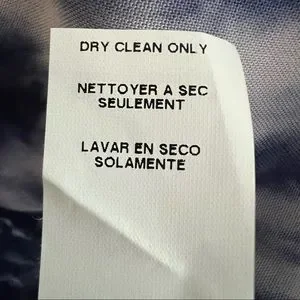 DRY CLEAN ONLY
NETTOYER A SEC
SEULEMENT
LAVAR EN SECO
SOLAMENTE